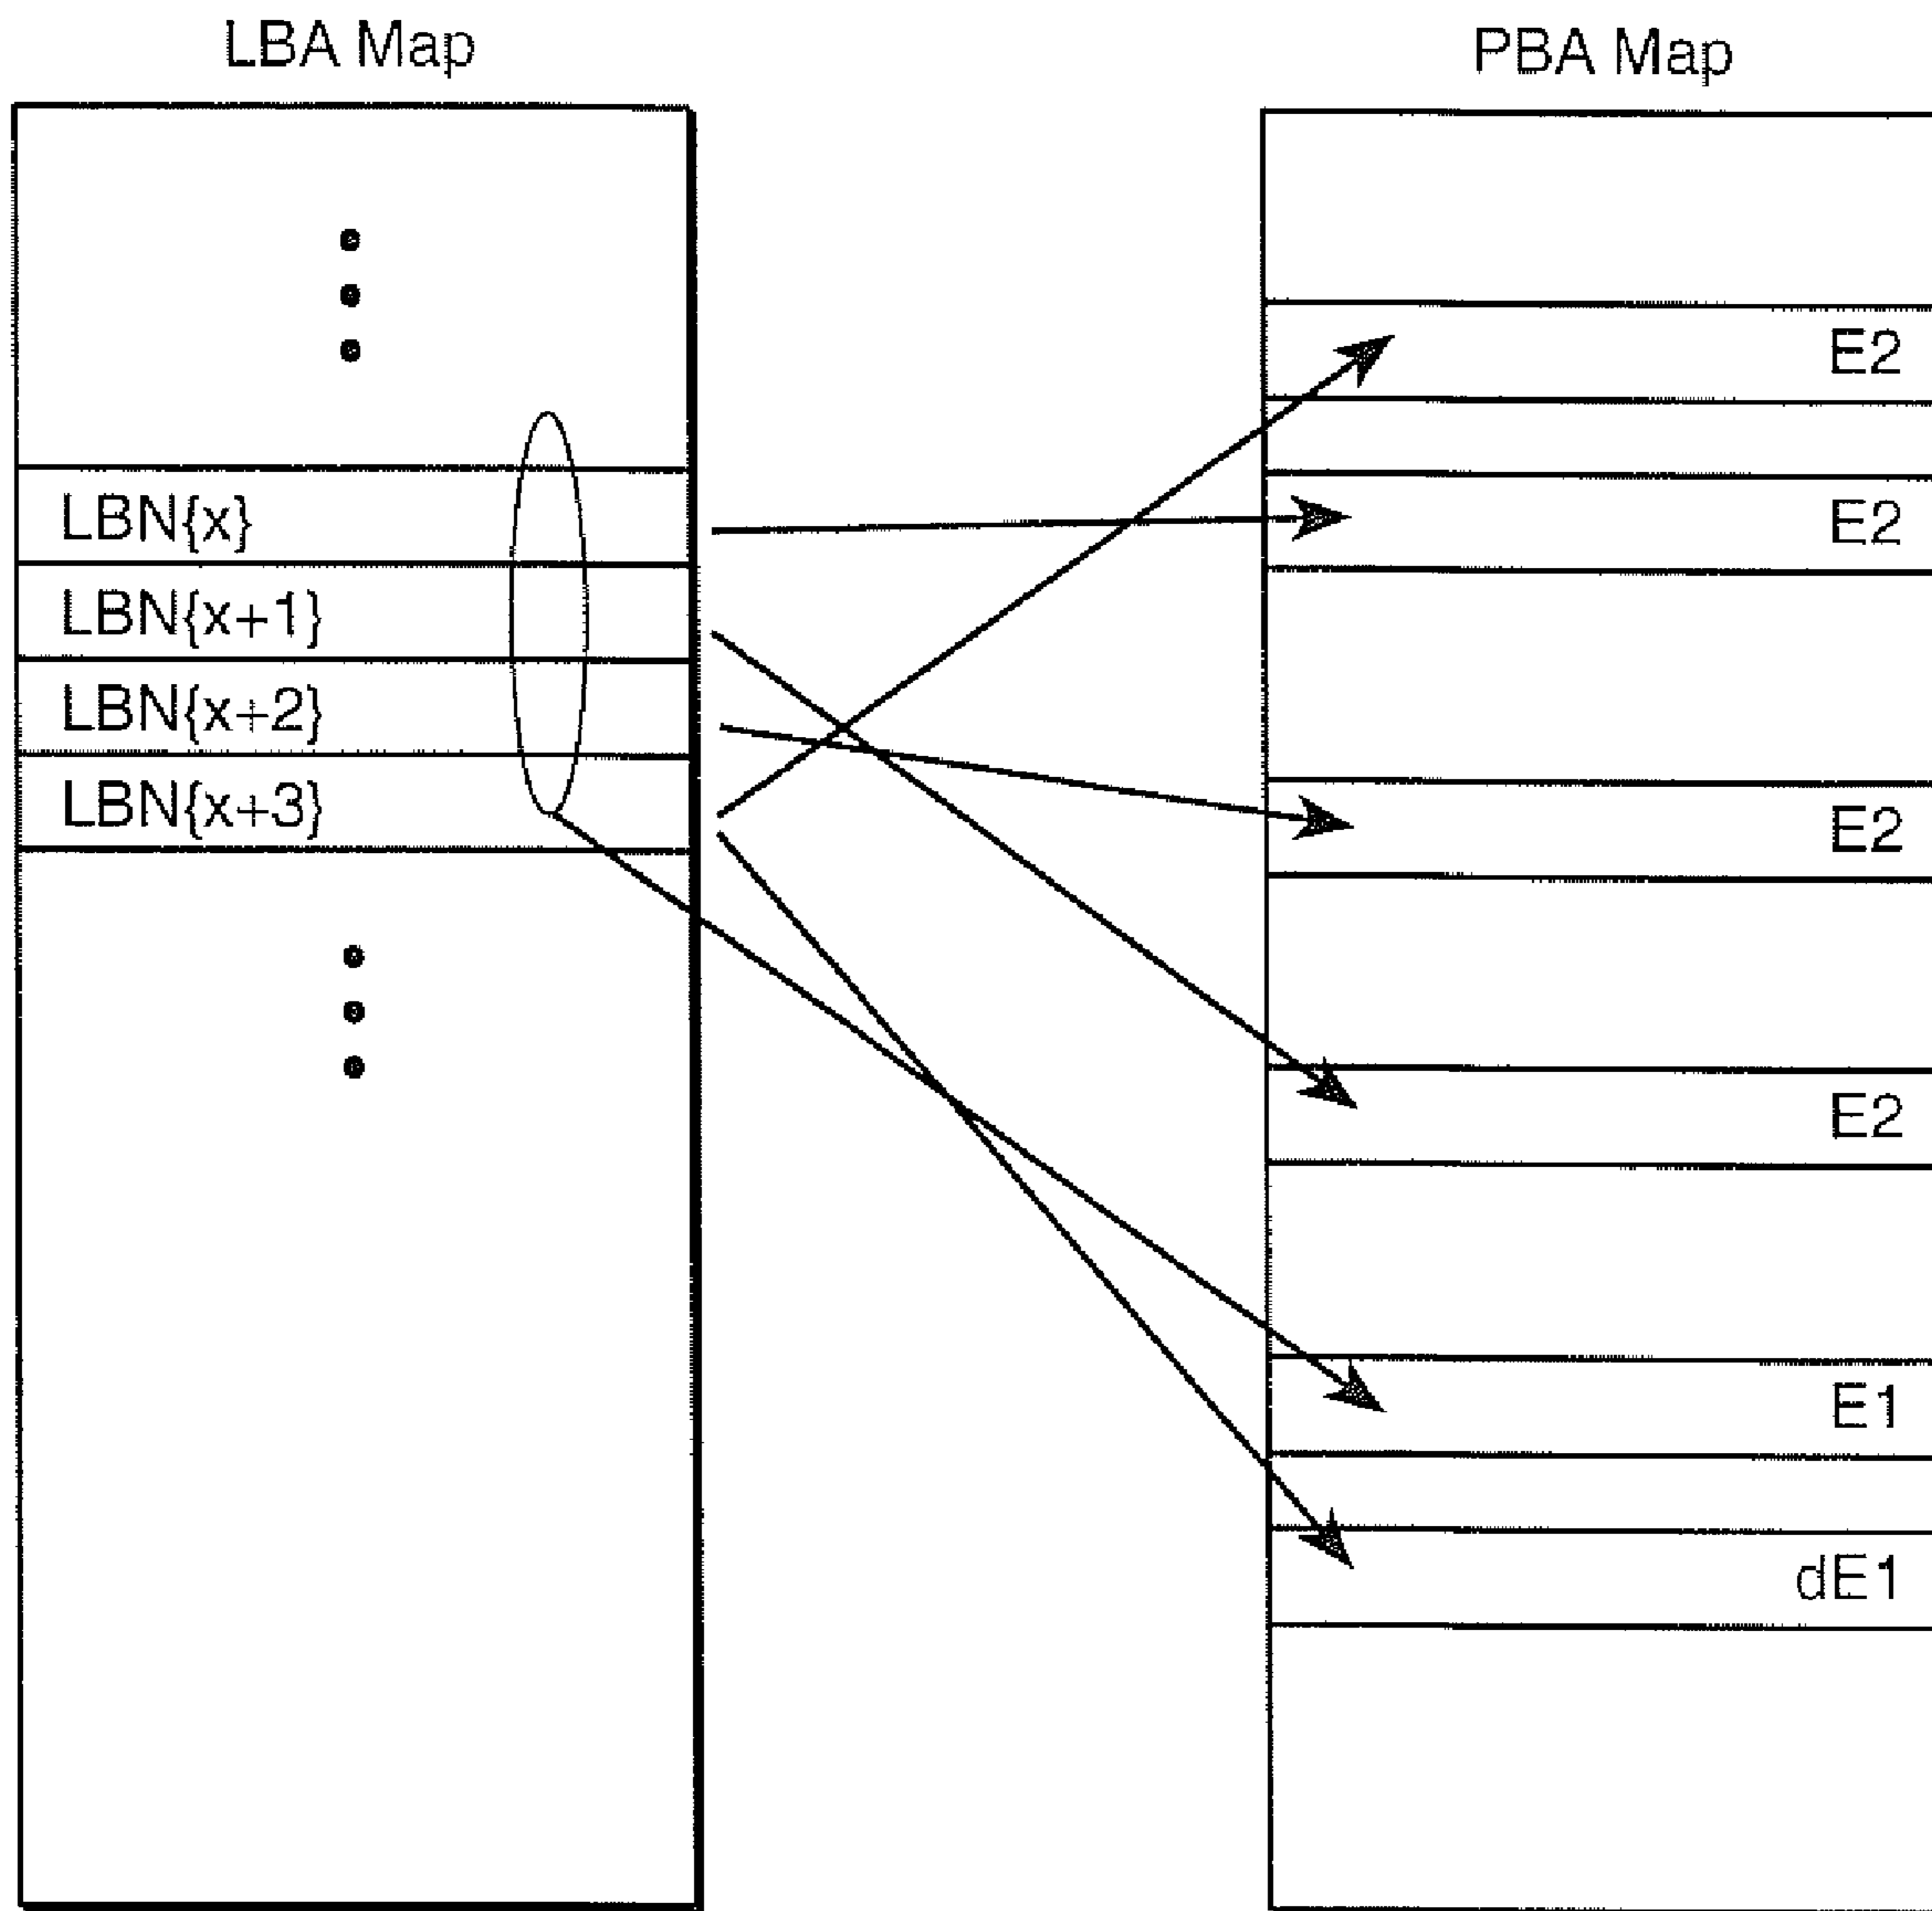 LBA Map
PBA Map
LBN{x}
LBN{x+1}
LBN{x+2}
LBN{x+3}
E2
E2
E2
E2
E1
dE1